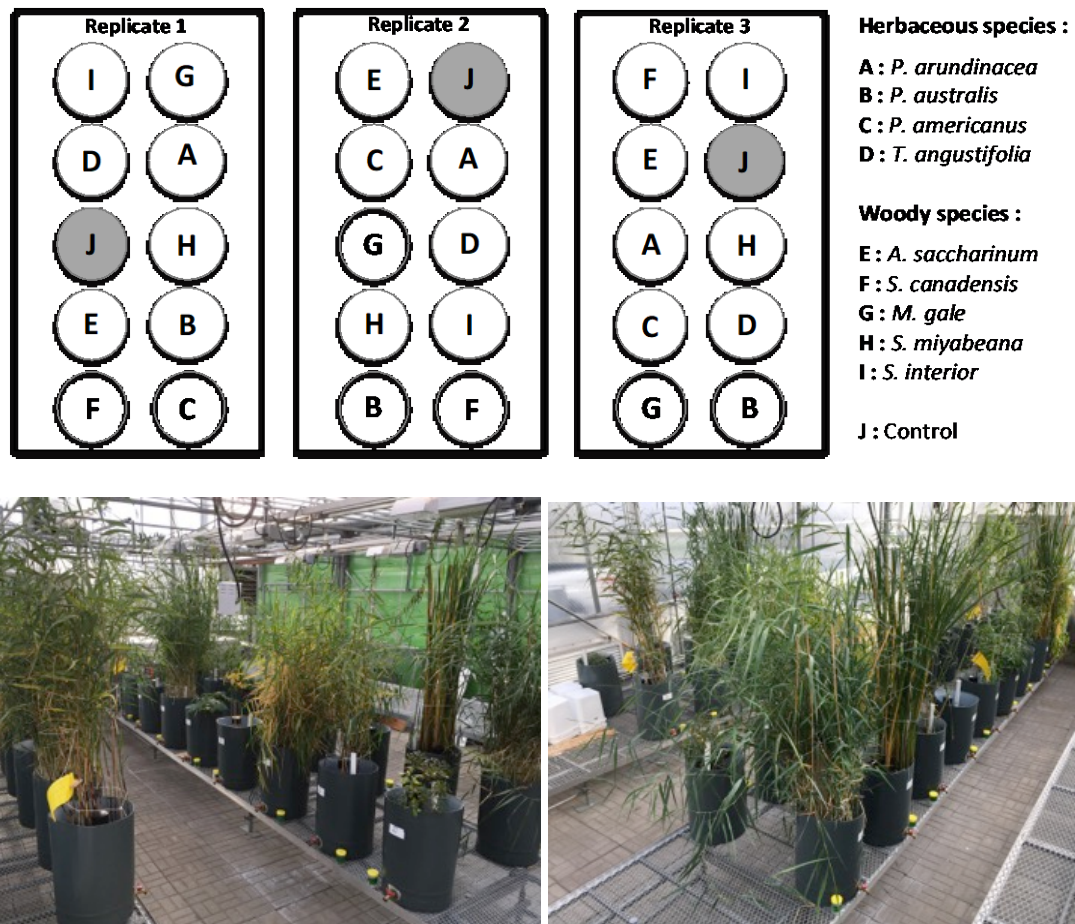 Replicate 1
I G
D A
J H
E B
F C
Replicate 2
E J
C A
G D
H I
B F
Replicate 3
F I
E J
A H
C D
G B
Herbaceous species :
A : P. arundinacea
B : P. australis
C : P. americanus
D : T. angustifolia
Woody species :
E : A. saccharinum
F : S. canadensis
G : M. gale
H : S. miyabeana
I : S. interior
J : Control